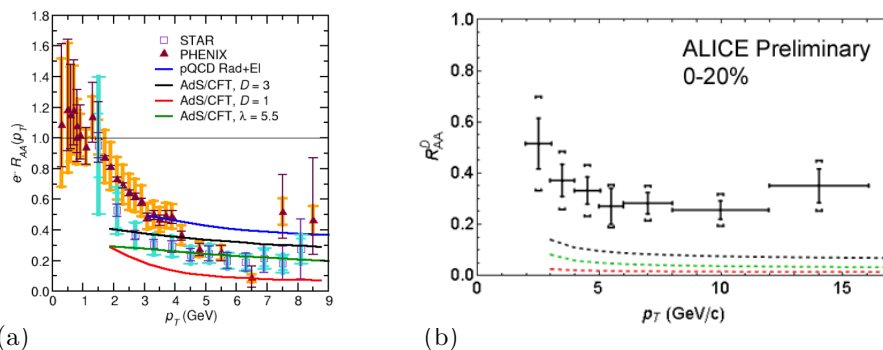 1.8
1.6
1.4
1.2
1.0
0.8
0.6
0.4
0.2
0.0
0 1 2 3 4 5 6 7 8 9
e⁻ R_AA(p_T)
p_T (GeV)
STAR
PHENIX
pQCD Rad+El
AdS/CFT, D = 3
AdS/CFT, D = 1
AdS/CFT, λ = 5.5
(a)
1.0
0.8
0.6
0.4
0.2
0.0
0 5 10 15
R^D_AA
p_T (GeV/c)
ALICE Preliminary
0-20%
(b)